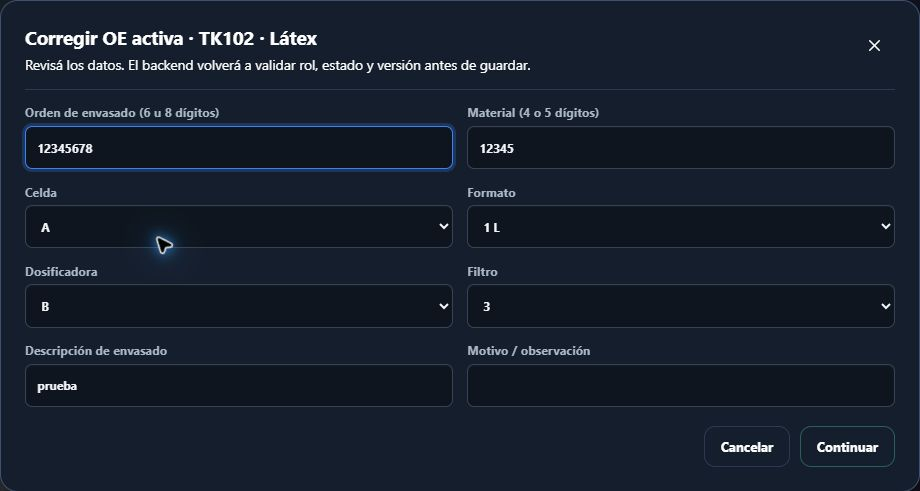 Corregir OE activa · TK102 · Látex
Revisá los datos. El backend volverá a validar rol, estado y versión antes de guardar.
Orden de envasado (6 u 8 dígitos)
Material (4 o 5 dígitos)
12345678
12345
Celda
Formato
A
1 L
Dosificadora
Filtro
B
3
Descripción de envasado
Motivo / observación
prueba
Cancelar
Continuar